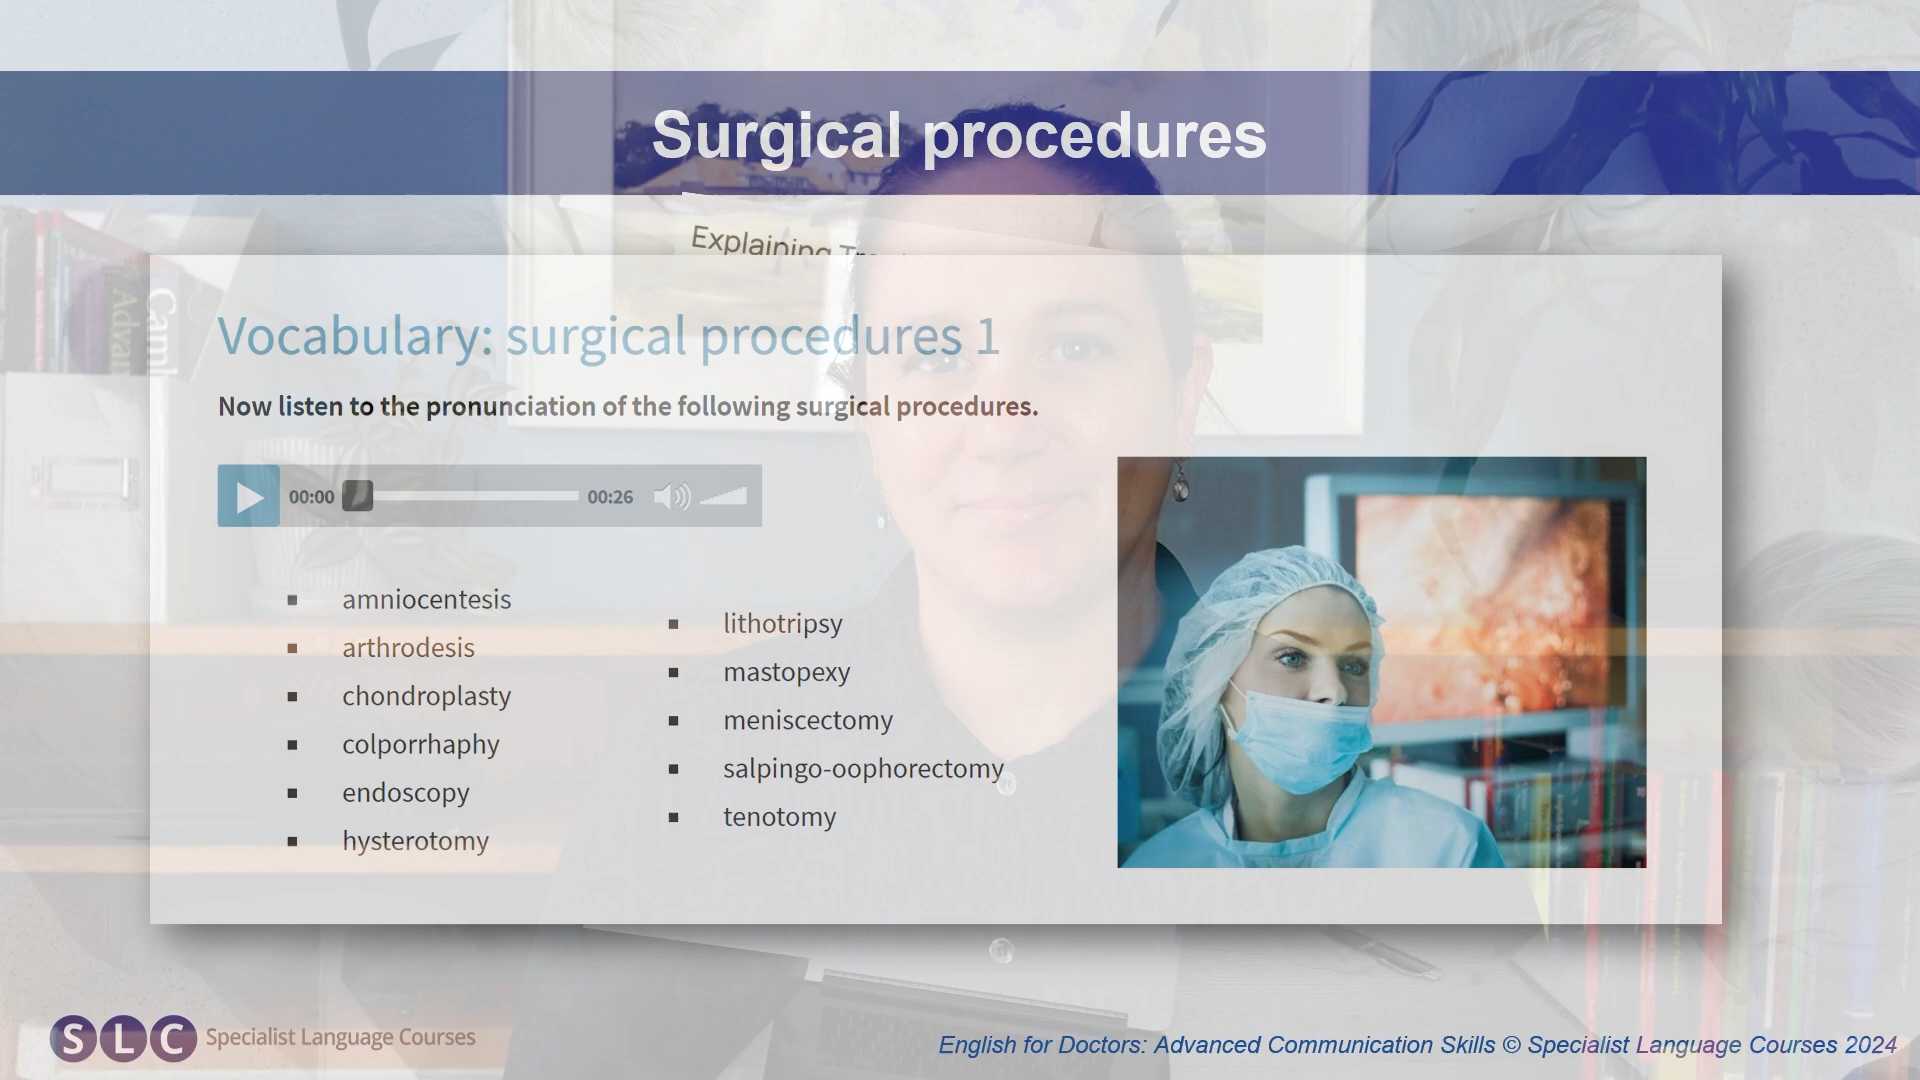 Surgical procedures
Explaining
Vocabulary: surgical procedures 1
Now listen to the pronunciation of the following surgical procedures.
00:00
00:26
amniocentesis
arthrodesis
chondroplasty
colporrhaphy
endoscopy
hysterotomy
lithotripsy
mastopexy
meniscectomy
salpingo-oophorectomy
tenotomy
SLC Specialist Language Courses
English for Doctors: Advanced Communication Skills © Specialist Language Courses 2024